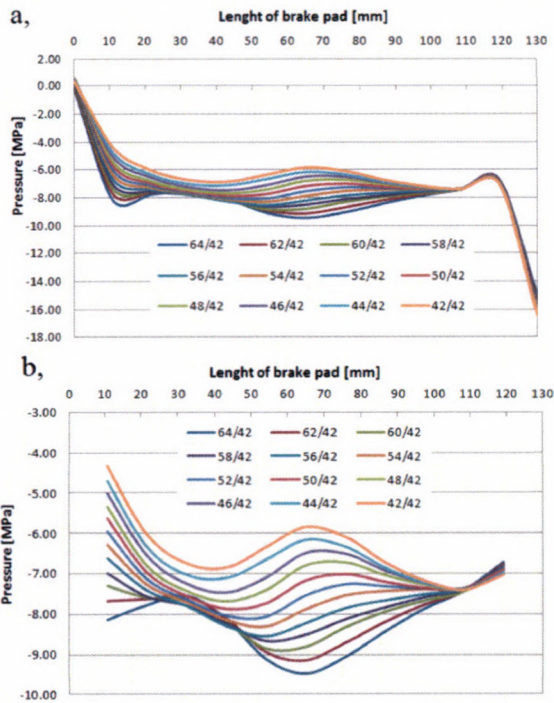 a,
Lenght of brake pad [mm]
0 10 20 30 40 50 60 70 80 90 100 110 120 130
Pressure [MPa]
2.00
0.00
-2.00
-4.00
-6.00
-8.00
-10.00
-12.00
-14.00
-16.00
-18.00
64/42 62/42 60/42 58/42
56/42 54/42 52/42 50/42
48/42 46/42 44/42 42/42
b,
Lenght of brake pad [mm]
0 10 20 30 40 50 60 70 80 90 100 110 120 130
Pressure [MPa]
-3.00
-4.00
-5.00
-6.00
-7.00
-8.00
-9.00
-10.00
64/42 62/42 60/42
58/42 56/42 54/42
52/42 50/42 48/42
46/42 44/42 42/42